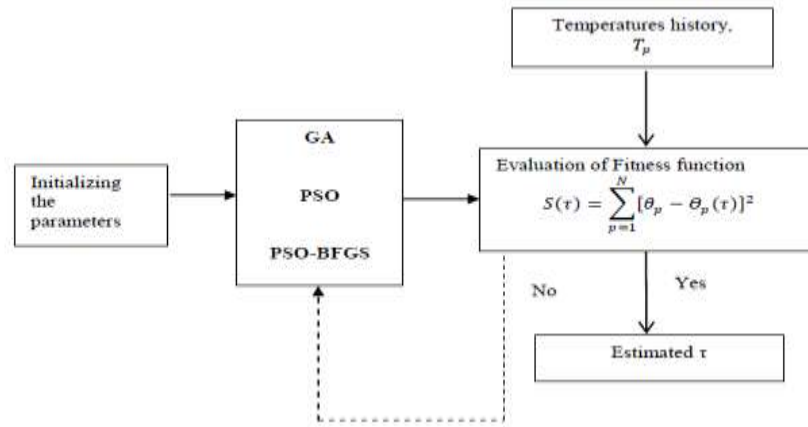 Temperatures history,
T_p
GA
PSO
PSO-BFGS
Initializing
the
parameters
Evaluation of Fitness function
S(τ) = ∑_{p=1}^{N} [θ_p − θ_p(τ)]²
No
Yes
Estimated τ